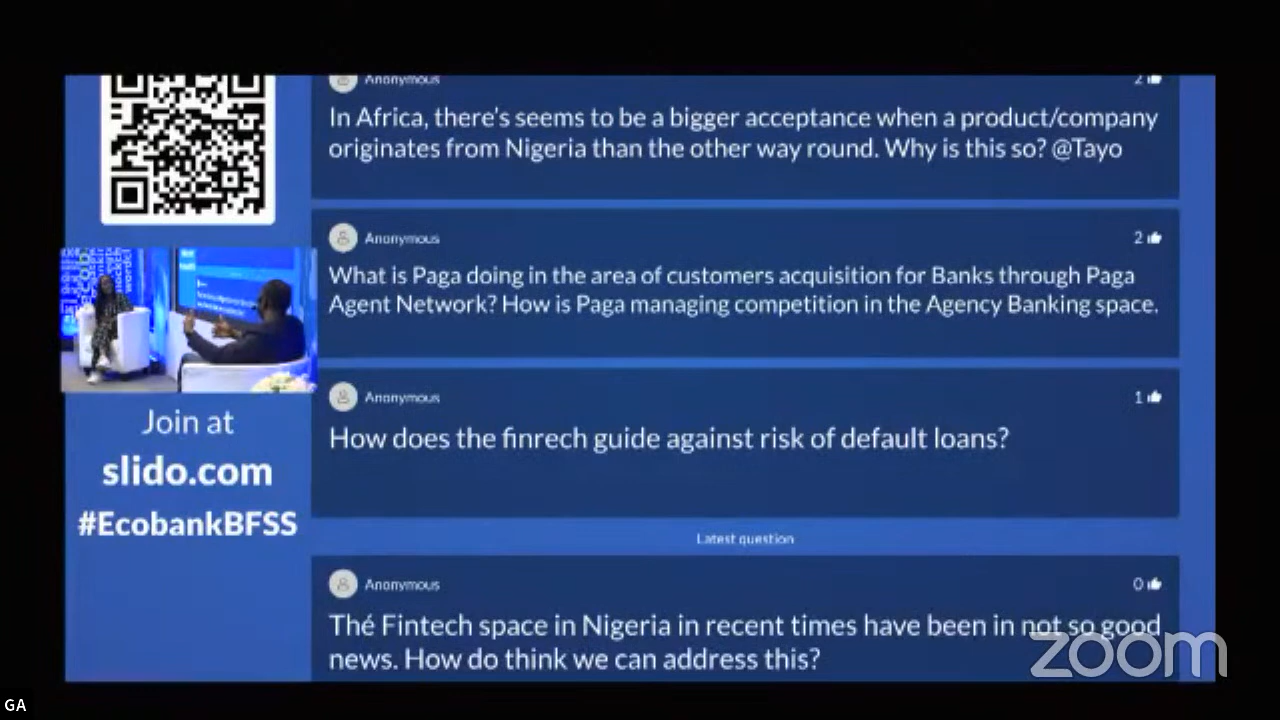 Anonymous
2
In Africa, there's seems to be a bigger acceptance when a product/company
originates from Nigeria than the other way round. Why is this so? @Tayo
Anonymous
2
What is Paga doing in the area of customers acquisition for Banks through Paga
Agent Network? How is Paga managing competition in the Agency Banking space.
Anonymous
1
How does the finrech guide against risk of default loans?
Join at
slido.com
#EcobankBFSS
Latest question
Anonymous
0
Thé Fintech space in Nigeria in recent times have been in not so good
news. How do think we can address this?
zoom
GA